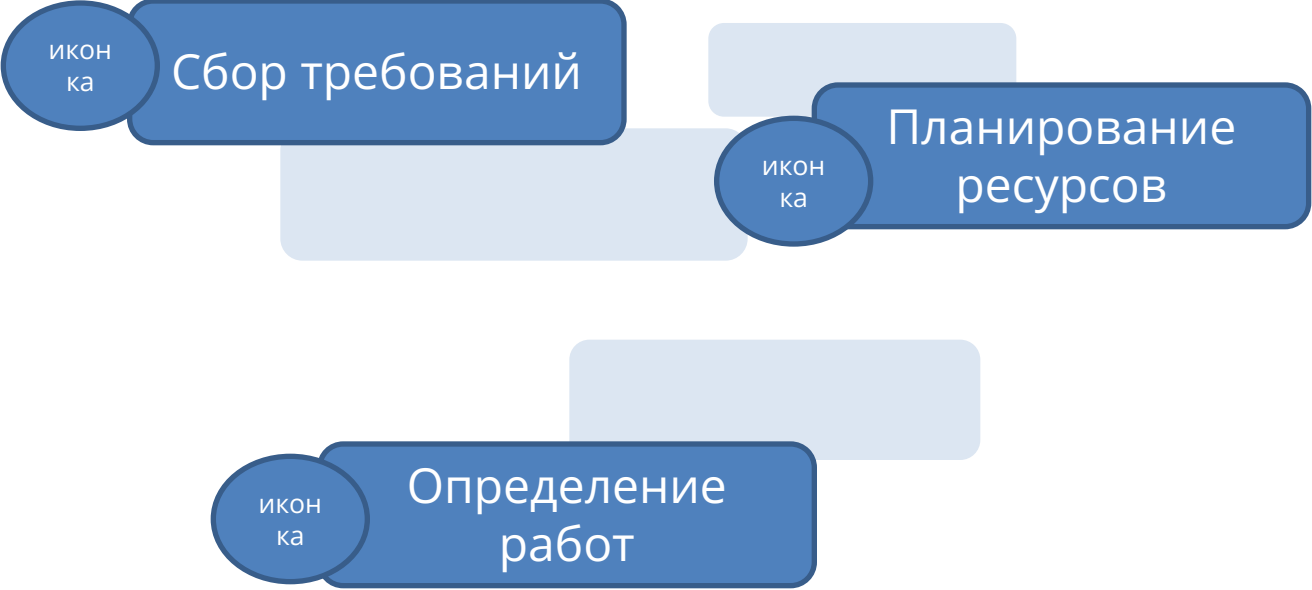 икон
ка
Сбор требований
икон
ка
Планирование
ресурсов
икон
ка
Определение
работ